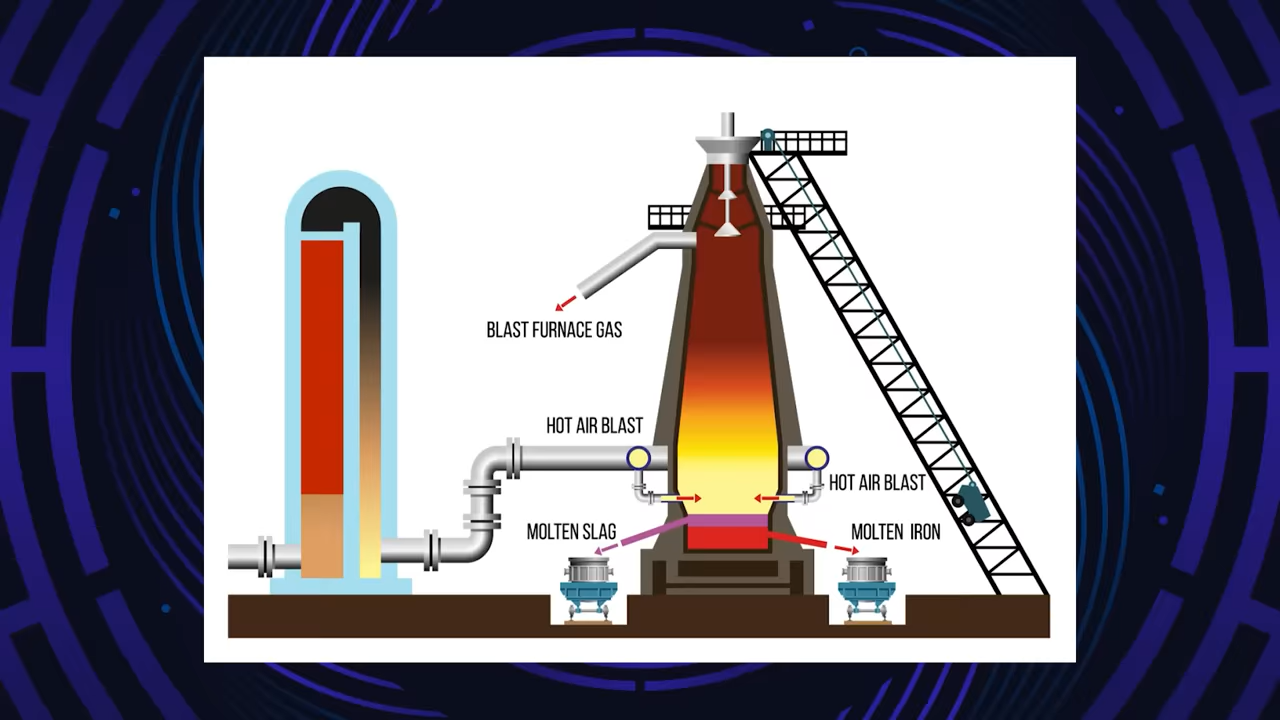 BLAST FURNACE GAS
HOT AIR BLAST
HOT AIR BLAST
MOLTEN SLAG
MOLTEN IRON